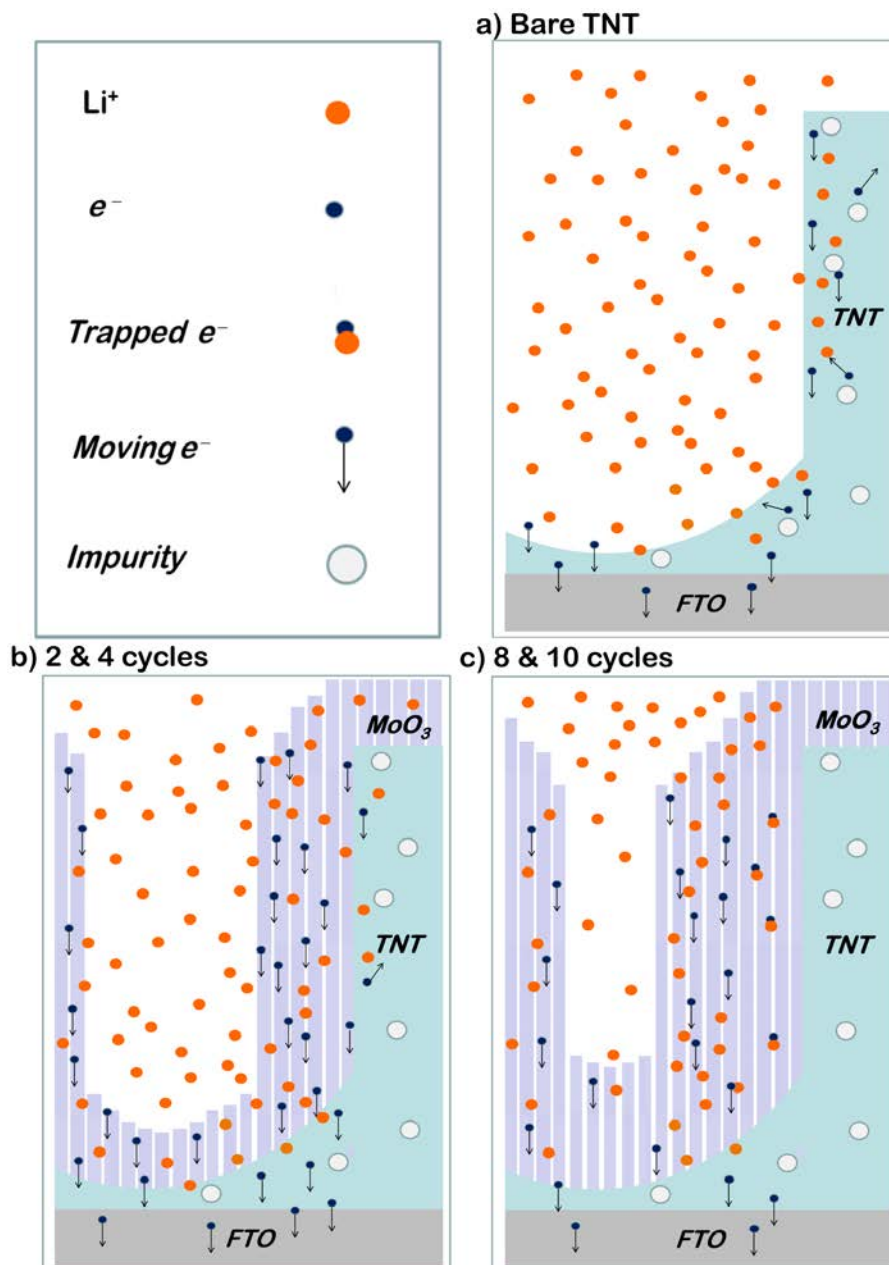 a) Bare TNT
Li⁺
e⁻
Trapped e⁻
Moving e⁻
Impurity
TNT
FTO
b) 2 & 4 cycles
MoO₃
TNT
FTO
c) 8 & 10 cycles
MoO₃
TNT
FTO